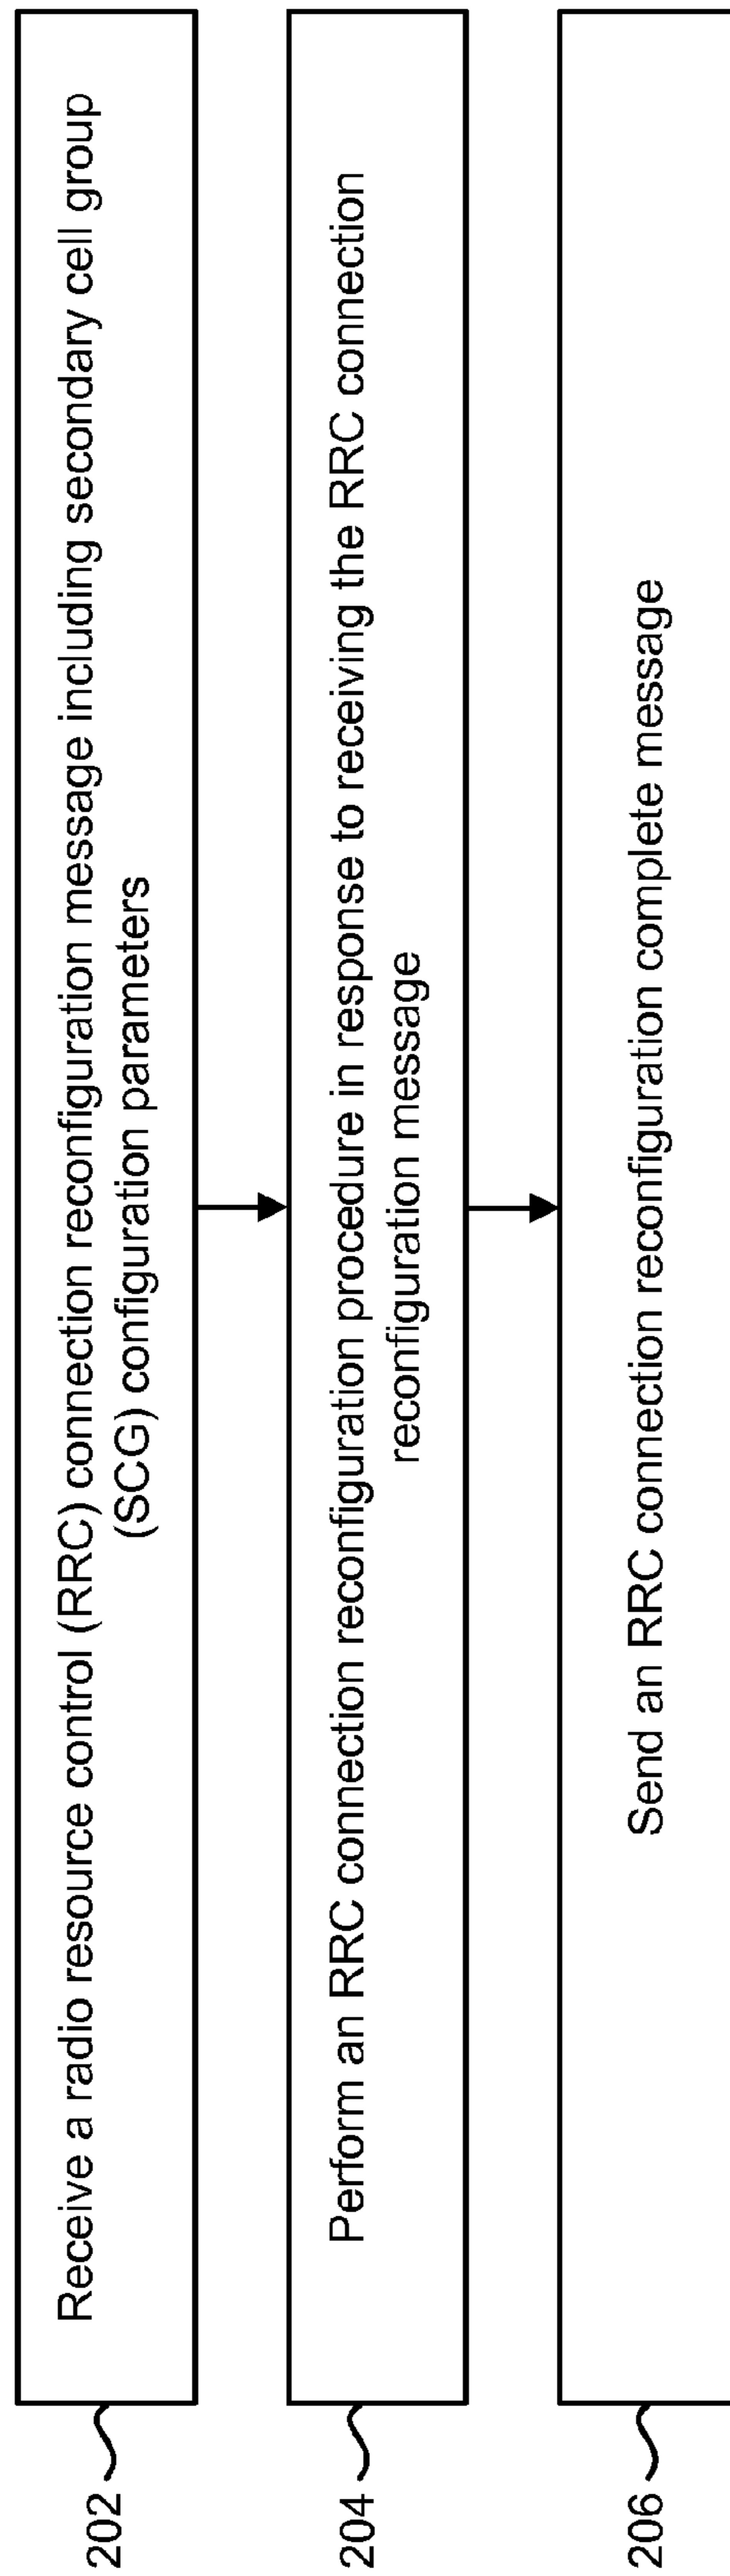 202
Receive a radio resource control (RRC) connection reconfiguration message including secondary cell group
(SCG) configuration parameters
204
Perform an RRC connection reconfiguration procedure in response to receiving the RRC connection
reconfiguration message
206
Send an RRC connection reconfiguration complete message